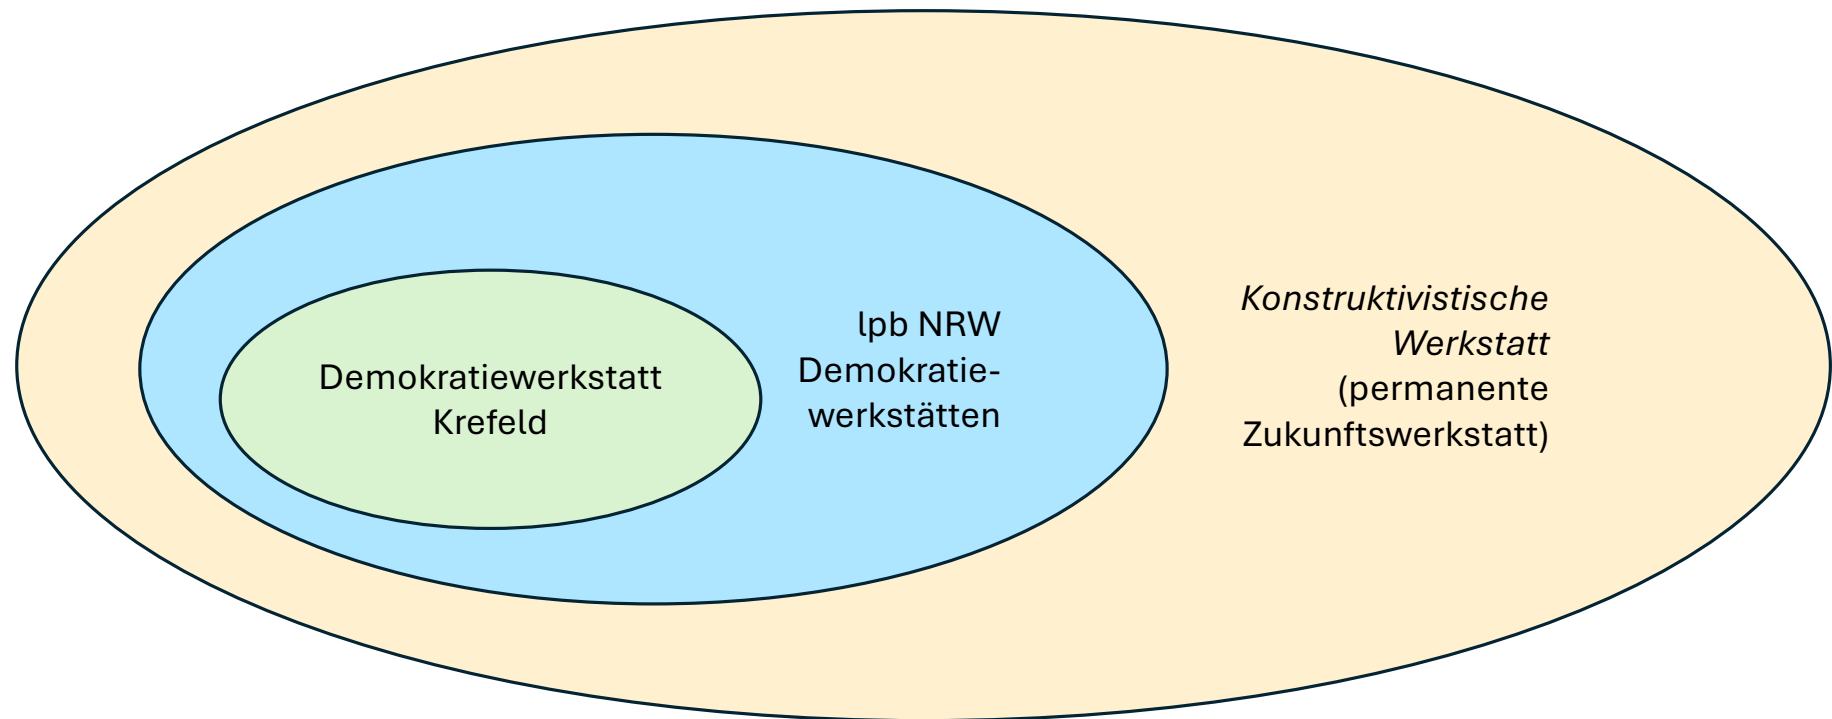 Demokratiewerkstatt
Krefeld
lpb NRW
Demokratie-
werkstätten
Konstruktivistische
Werkstatt
(permanente
Zukunftswerkstatt)